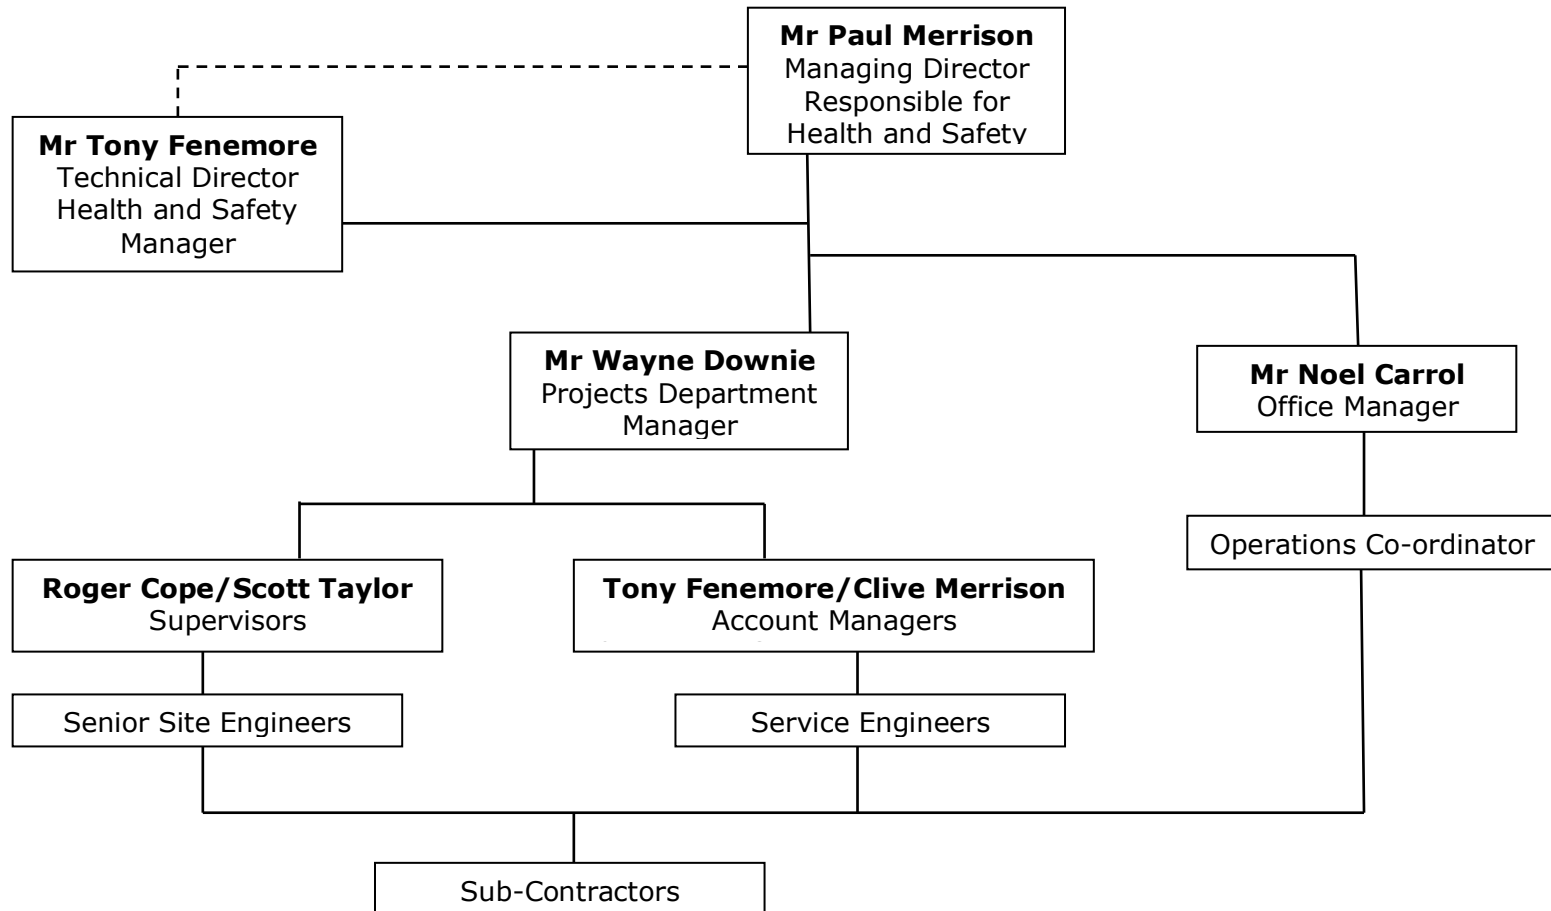 Mr Paul Merrison
Managing Director
Responsible for
Health and Safety
Mr Tony Fenemore
Technical Director
Health and Safety
Manager
Mr Wayne Downie
Projects Department
Manager
Mr Noel Carrol
Office Manager
Operations Co-ordinator
Roger Cope/Scott Taylor
Supervisors
Tony Fenemore/Clive Merrison
Account Managers
Senior Site Engineers
Service Engineers
Sub-Contractors